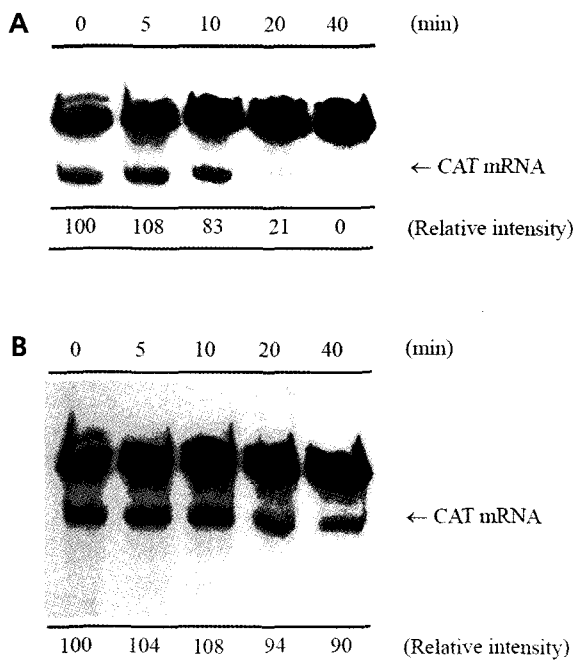 A 0 5 10 20 40 (min)
← CAT mRNA
100 108 83 21 0 (Relative intensity)
B 0 5 10 20 40 (min)
← CAT mRNA
100 104 108 94 90 (Relative intensity)